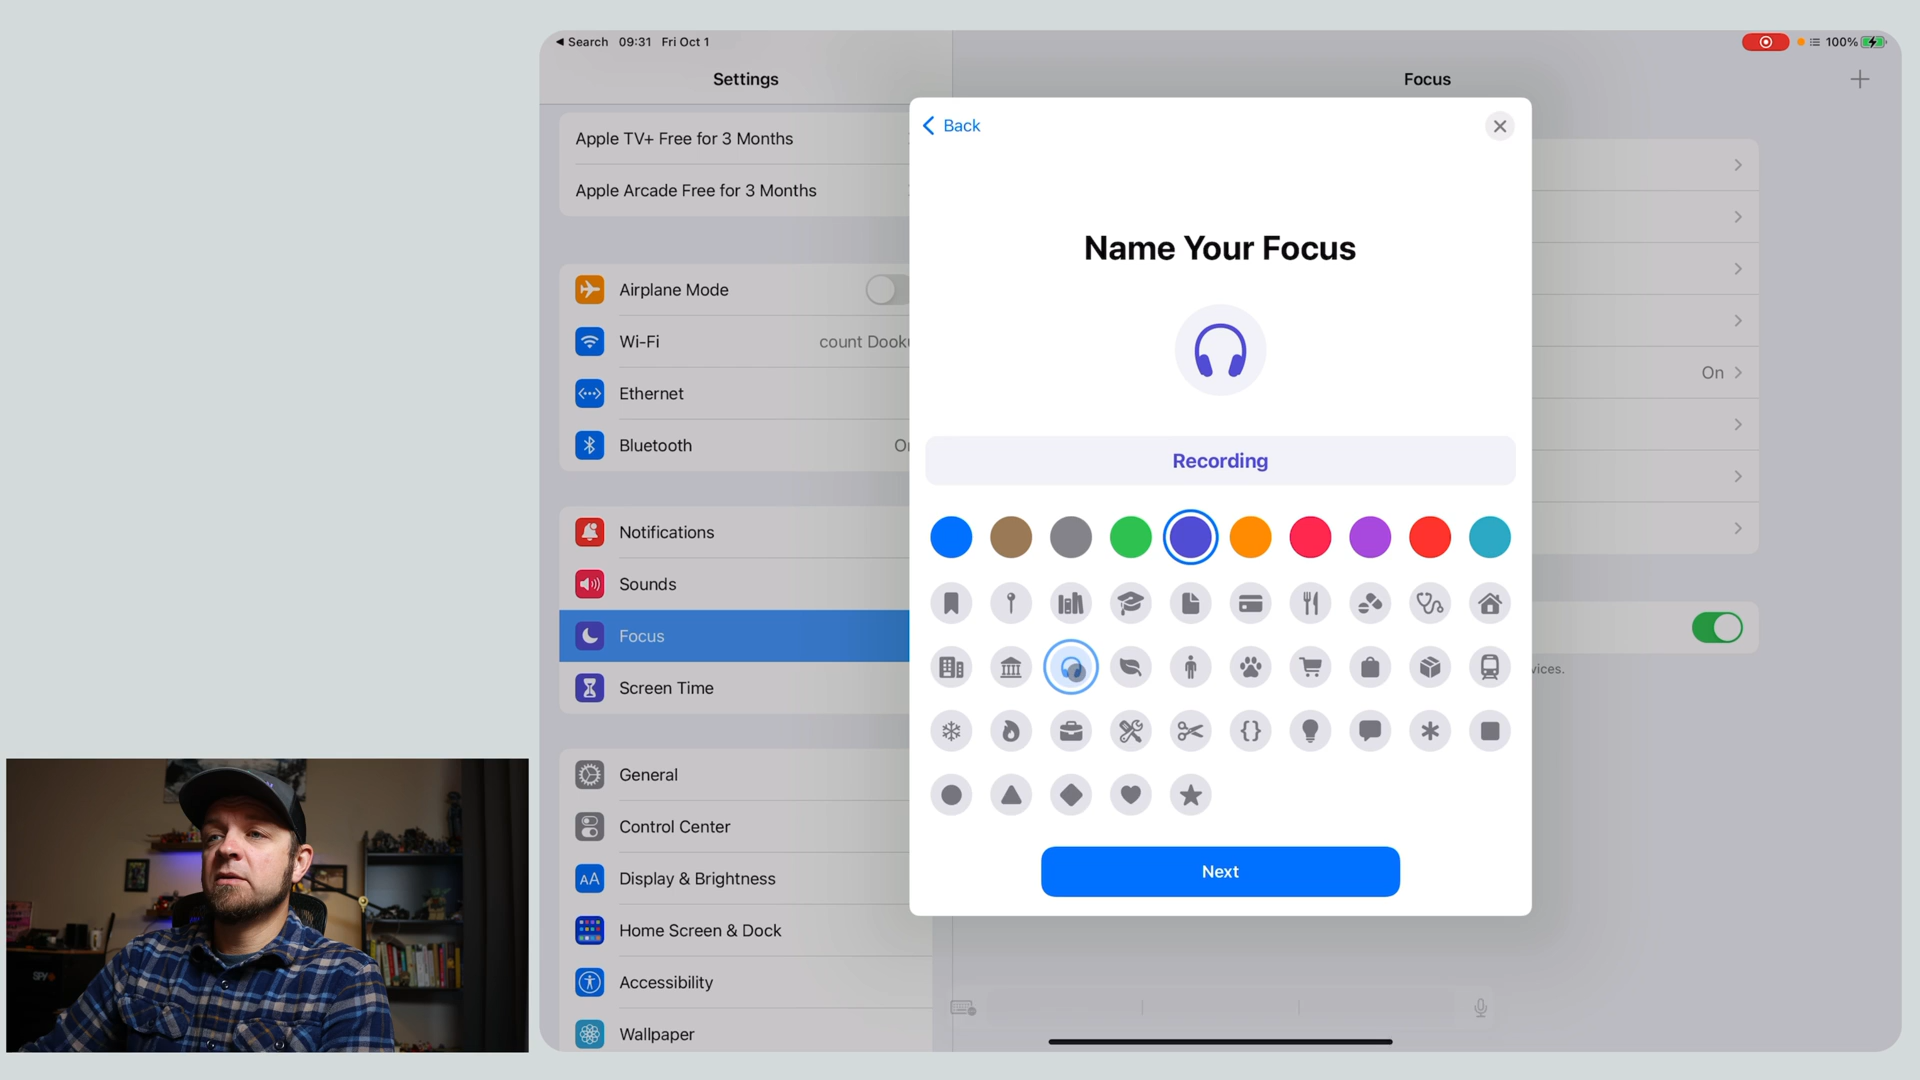 Search 09:31 Fri Oct 1
100%
Settings
Focus
Apple TV+ Free for 3 Months
Apple Arcade Free for 3 Months
Airplane Mode
Wi-Fi count Dook
Ethernet
Bluetooth
Notifications
Sounds
Focus
Screen Time
General
Control Center
AA Display & Brightness
Home Screen & Dock
Accessibility
Wallpaper
Back
Name Your Focus
Recording
Next
On
vices.